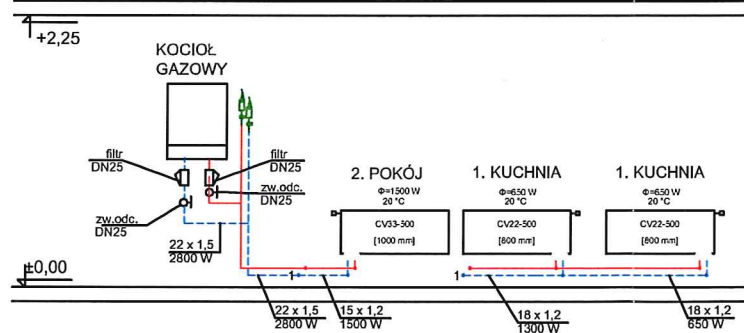 +2,25
KOCIOŁ
GAZOWY
filtr
DN25
filtr
DN25
zw.odc.
DN25
zw.odc.
DN25
22 x 1,5
2800 W
2. POKÓJ
Φ=1500 W
20 °C
CV33-500
[1000 mm]
1. KUCHNIA
Φ=650 W
20 °C
CV22-500
[800 mm]
1. KUCHNIA
Φ=650 W
20 °C
CV22-500
[800 mm]
±0,00
1
1
22 x 1,5
2800 W
15 x 1,2
1500 W
18 x 1,2
1300 W
18 x 1,2
650 W